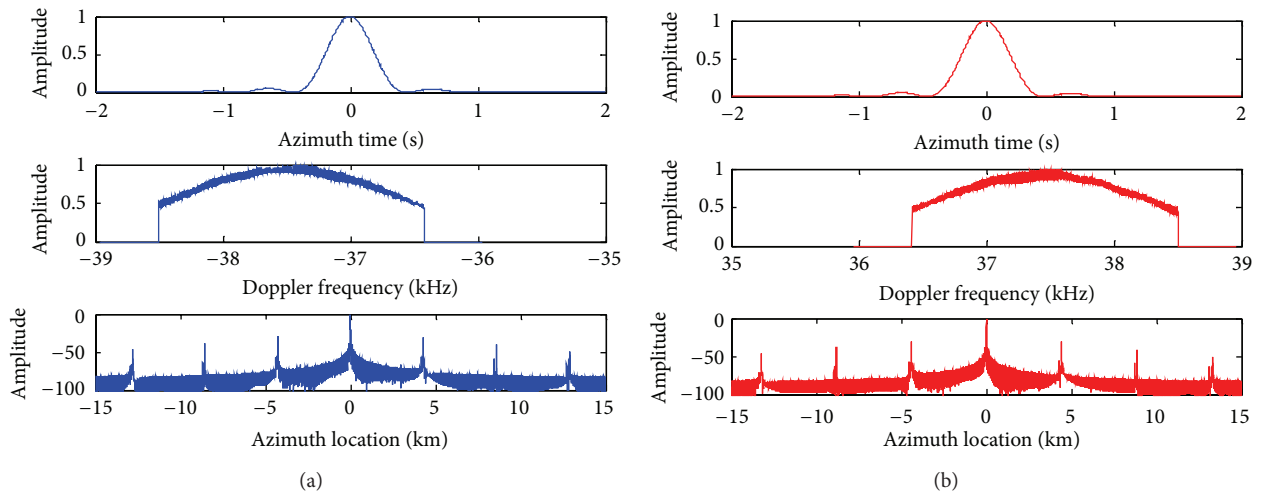 Amplitude
1
0.5
0
−2 −1 0 1 2
Azimuth time (s)
Amplitude
1
0.5
0
−39 −38 −37 −36 −35
Doppler frequency (kHz)
Amplitude
0
−50
−100
−15 −10 −5 0 5 10 15
Azimuth location (km)
(a)
Amplitude
1
0.5
0
−2 −1 0 1 2
Azimuth time (s)
Amplitude
1
0.5
0
35 36 37 38 39
Doppler frequency (kHz)
Amplitude
0
−50
−100
−15 −10 −5 0 5 10 15
Azimuth location (km)
(b)